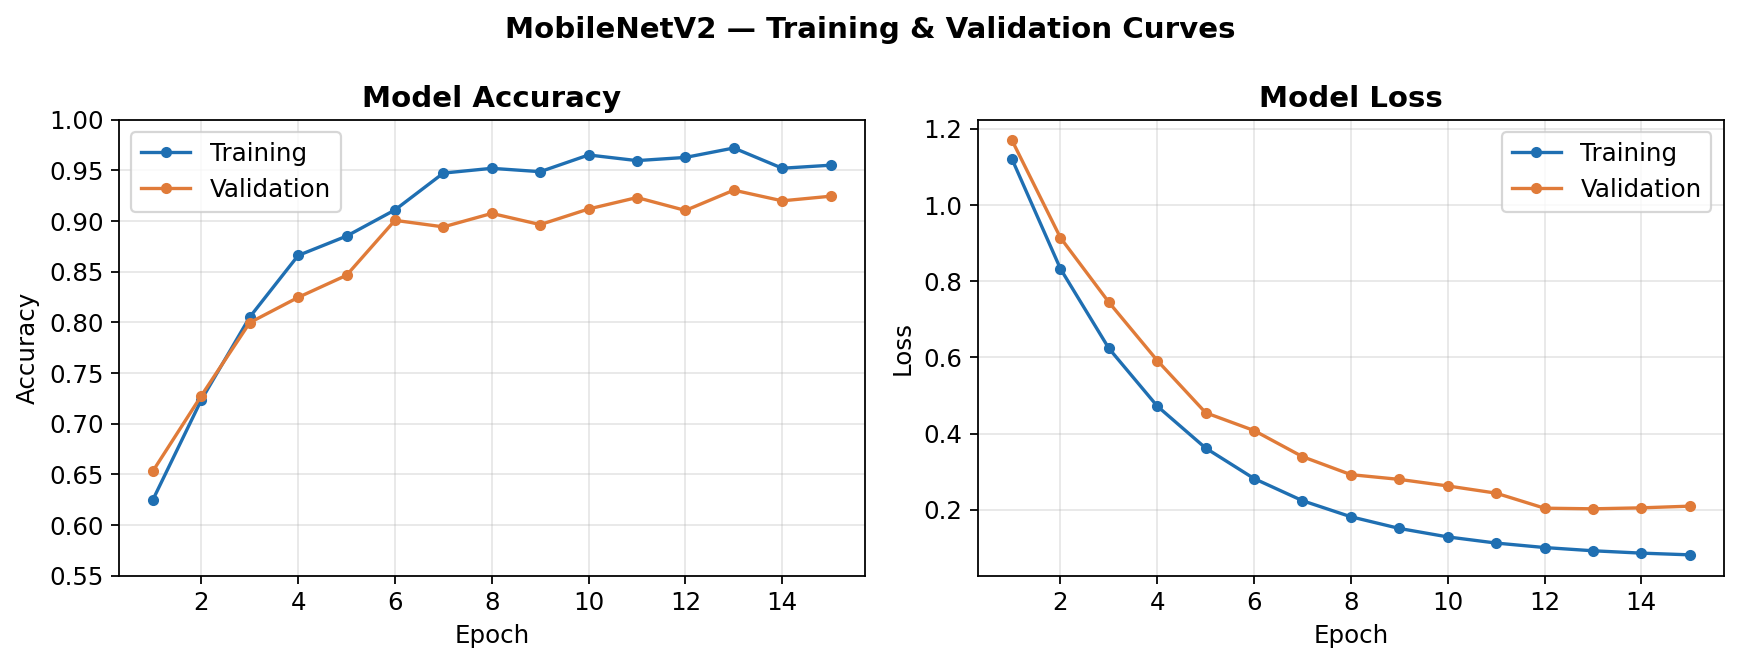 MobileNetV2 — Training & Validation Curves
Model Accuracy
1.00
0.95
0.90
0.85
0.80
0.75
0.70
0.65
0.60
0.55
Accuracy
Training
Validation
2 4 6 8 10 12 14
Epoch
Model Loss
1.2
1.0
0.8
0.6
0.4
0.2
Loss
Training
Validation
2 4 6 8 10 12 14
Epoch